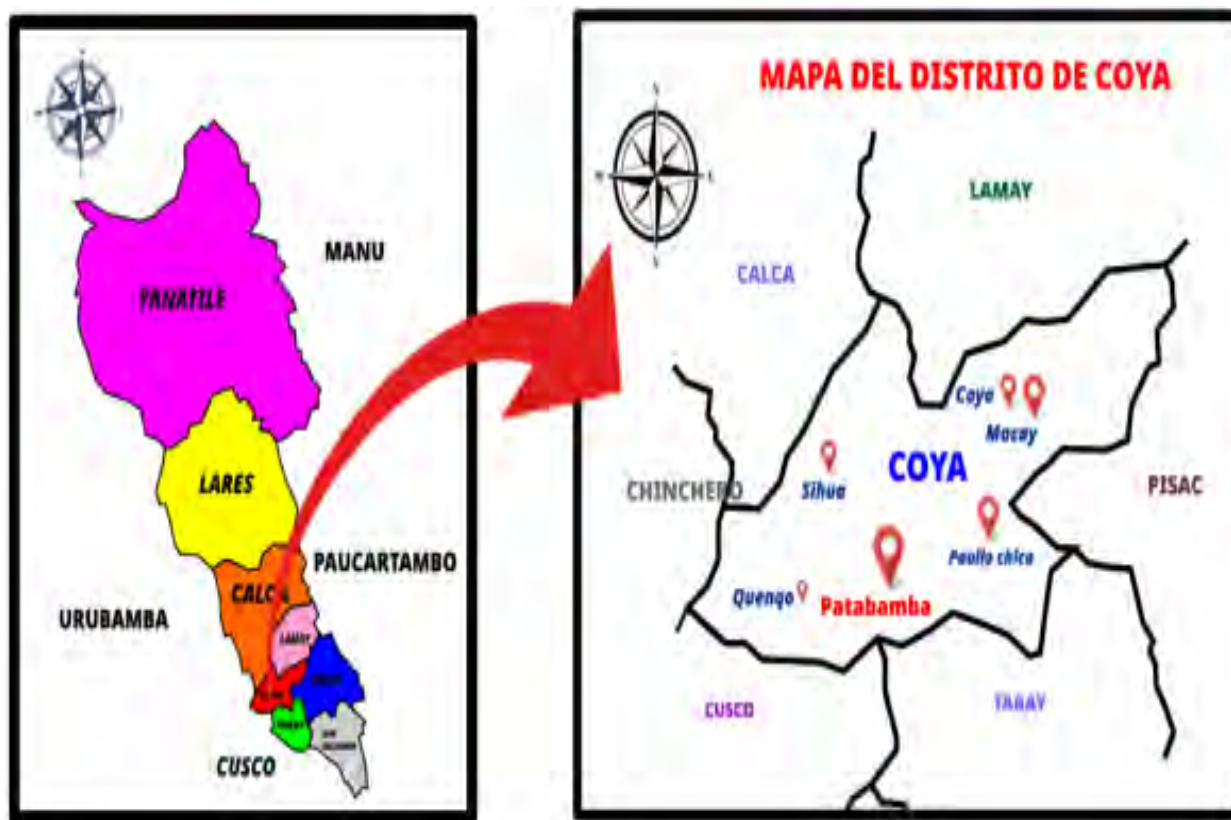 MANU
YANATILE
LARES
PAUCARTAMBO
CALCA
URUBAMBA
LAMAY
CUSCO
MAPA DEL DISTRITO DE COYA
LAMAY
CALCA
Coya
Macay
COYA
Sihua
CHINCHERO
PISAC
Paullo chico
Quenqo
Patabamba
CUSCO
TARAY